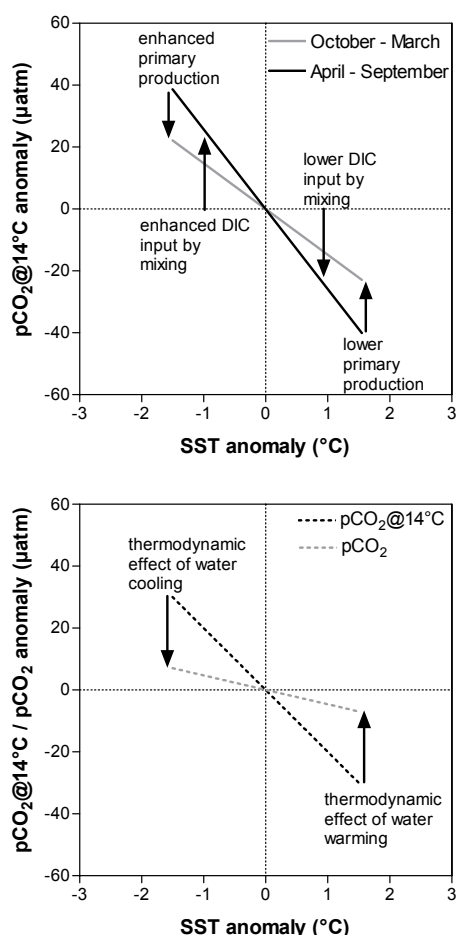 60
40
20
0
-20
-40
-60
pCO₂@14°C anomaly (µatm)
enhanced
primary
production
October - March
April - September
lower DIC
input by
mixing
enhanced DIC
input by
mixing
lower
primary
production
-3 -2 -1 0 1 2 3
SST anomaly (°C)
60
40
20
0
-20
-40
-60
pCO₂@14°C / pCO₂ anomaly (µatm)
pCO₂@14°C
pCO₂
thermodynamic
effect of water
cooling
thermodynamic
effect of water
warming
-3 -2 -1 0 1 2 3
SST anomaly (°C)